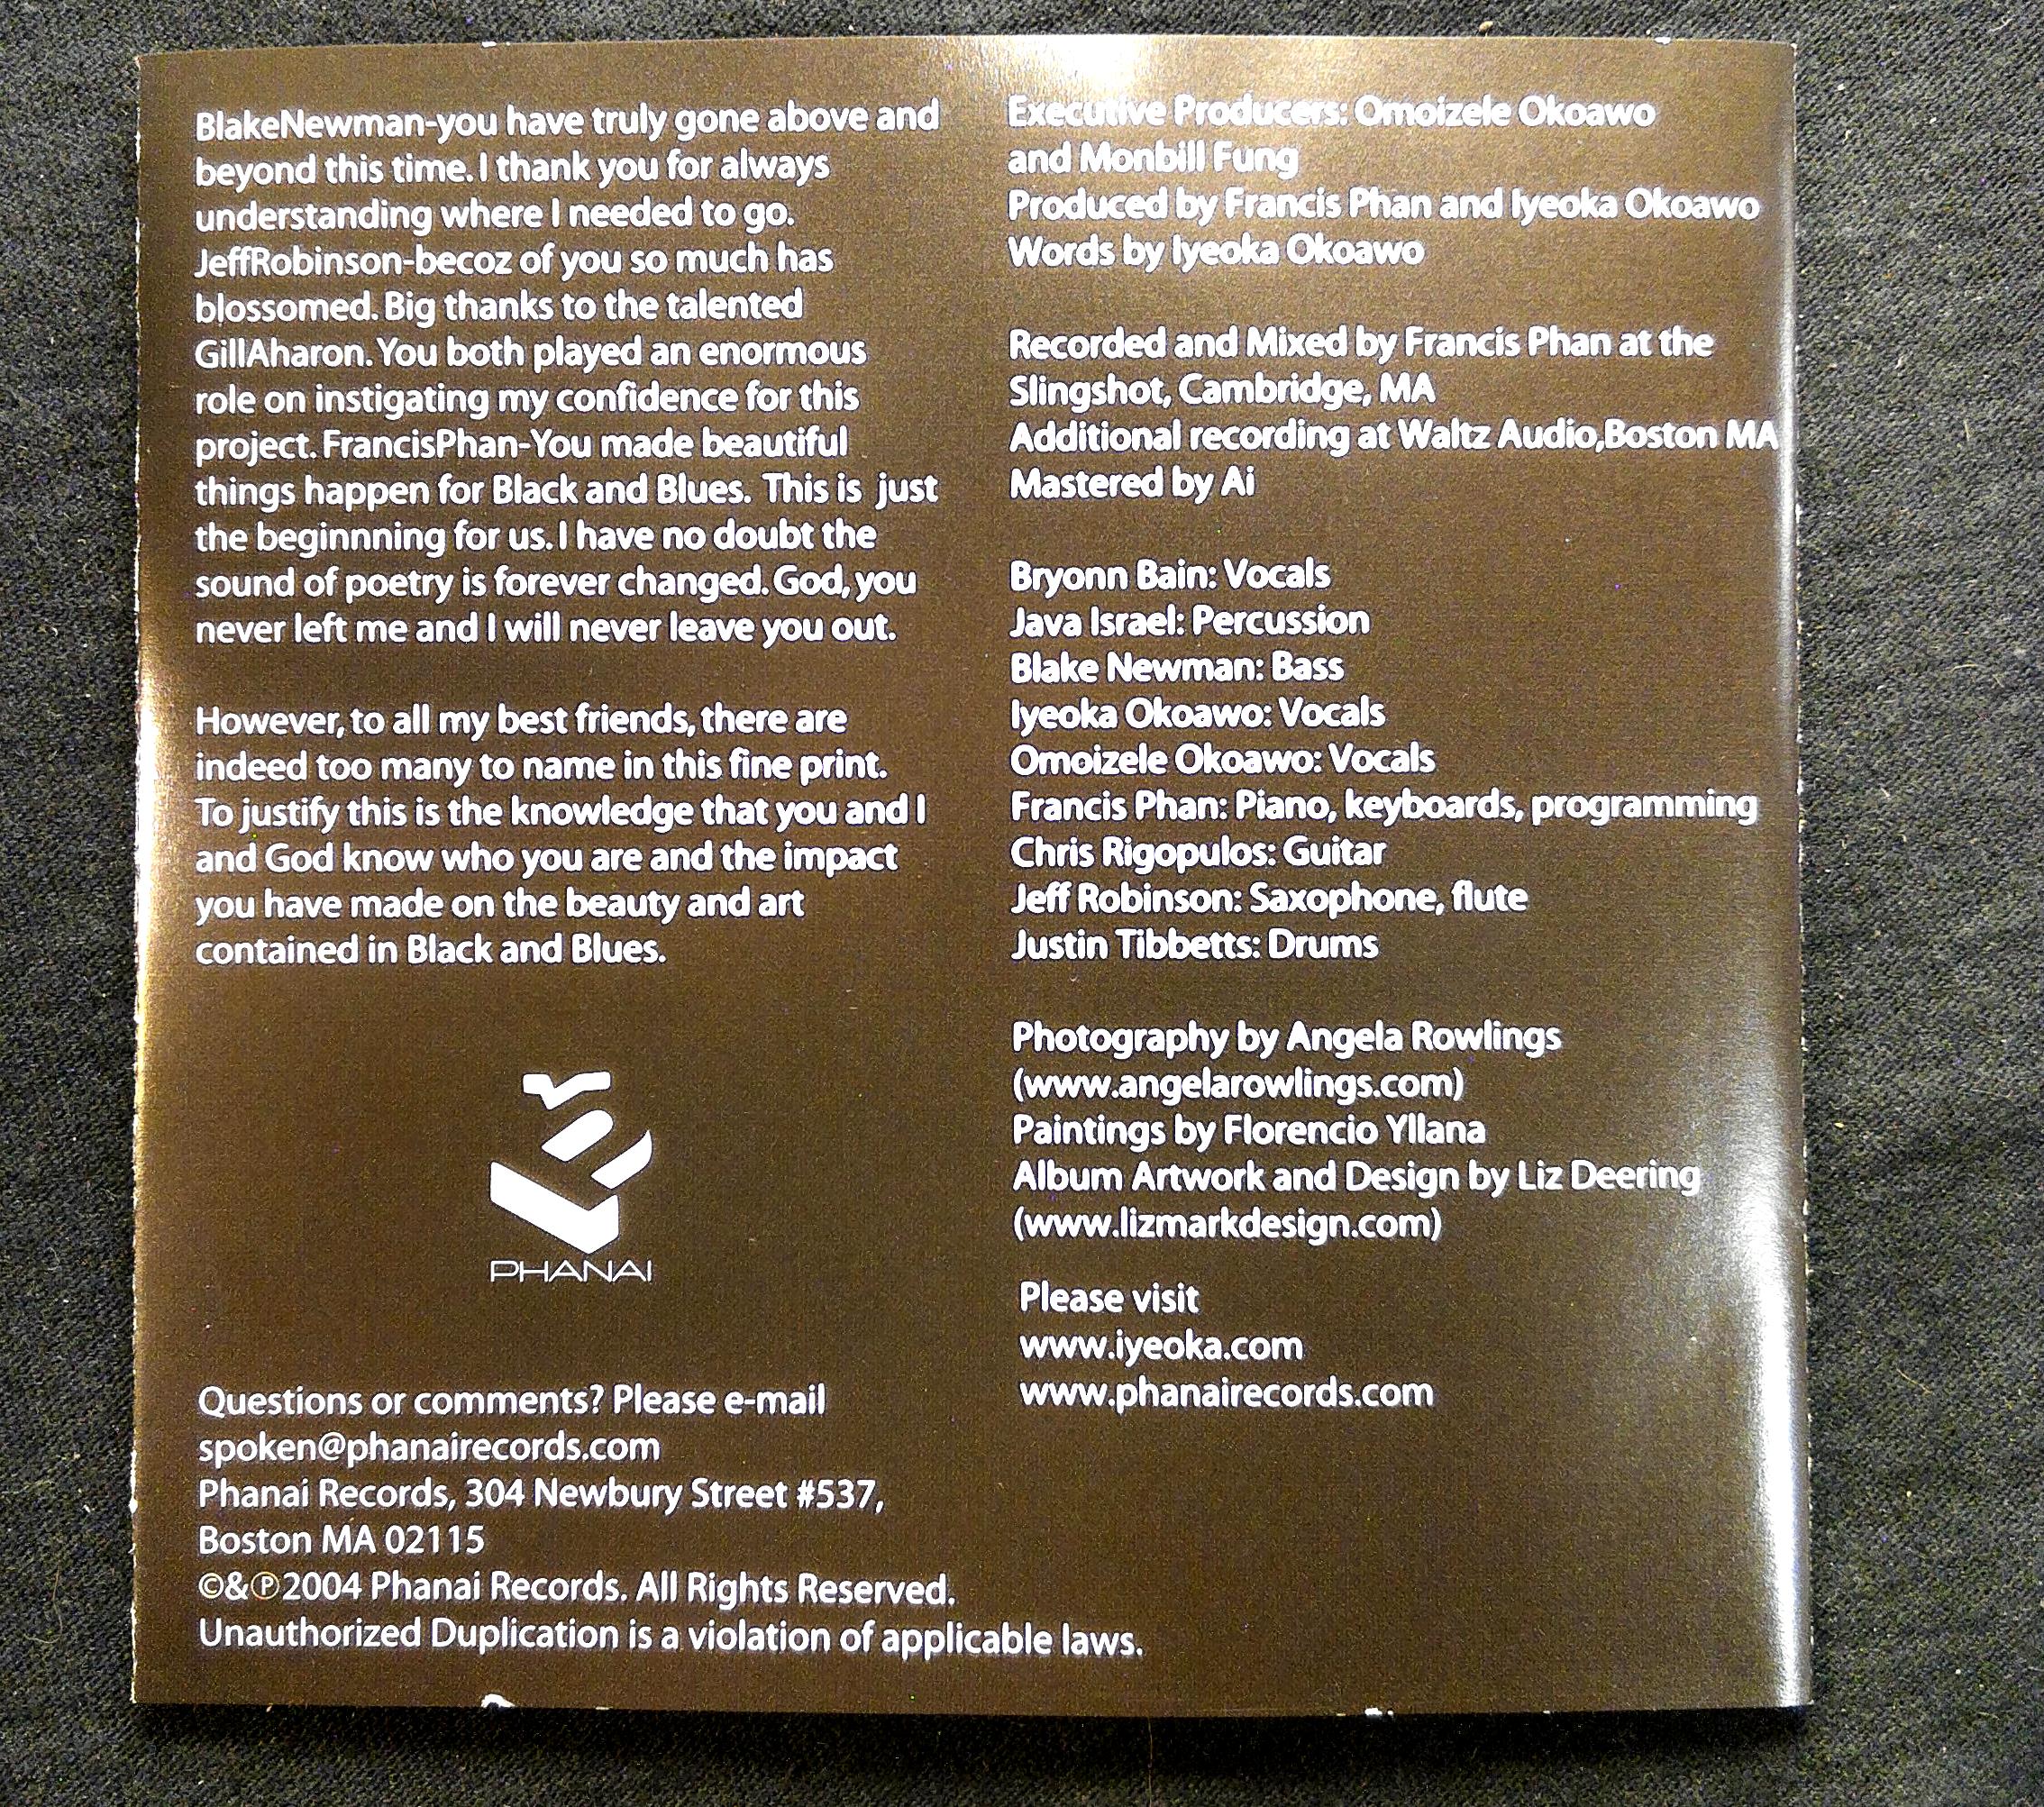 BlakeNewman-you have truly gone above and
beyond this time. I thank you for always
understanding where I needed to go.
JeffRobinson-becoz of you so much has
blossomed. Big thanks to the talented
GillAharon. You both played an enormous
role on instigating my confidence for this
project. FrancisPhan-You made beautiful
things happen for Black and Blues. This is just
the beginnning for us. I have no doubt the
sound of poetry is forever changed. God, you
never left me and I will never leave you out.
However, to all my best friends, there are
indeed too many to name in this fine print.
To justify this is the knowledge that you and I
and God know who you are and the impact
you have made on the beauty and art
contained in Black and Blues.
PHANAI
Questions or comments? Please e-mail
spoken@phanairecords.com
Phanai Records, 304 Newbury Street #537,
Boston MA 02115
©&℗2004 Phanai Records. All Rights Reserved.
Unauthorized Duplication is a violation of applicable laws.
Executive Producers: Omoizele Okoawo
and Monbill Fung
Produced by Francis Phan and Iyeoka Okoawo
Words by Iyeoka Okoawo
Recorded and Mixed by Francis Phan at the
Slingshot, Cambridge, MA
Additional recording at Waltz Audio,Boston MA
Mastered by Ai
Bryonn Bain: Vocals
Java Israel: Percussion
Blake Newman: Bass
Iyeoka Okoawo: Vocals
Omoizele Okoawo: Vocals
Francis Phan: Piano, keyboards, programming
Chris Rigopulos: Guitar
Jeff Robinson: Saxophone, flute
Justin Tibbetts: Drums
Photography by Angela Rowlings
(www.angelarowlings.com)
Paintings by Florencio Yllana
Album Artwork and Design by Liz Deering
(www.lizmarkdesign.com)
Please visit
www.iyeoka.com
www.phanairecords.com